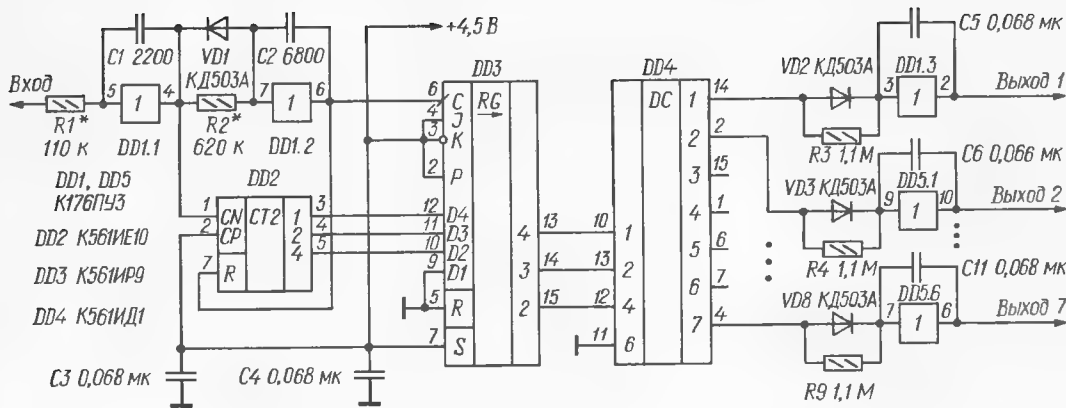 C1 2200
VD1
КД503А
C2 6800
+4,5 В
Вход
5
1
4
7
1
6
R1*
110 к
DD1.1
R2*
620 к
DD1.2
DD1, DD5
К176ПУ3
DD2 К561ИЕ10
DD3 К561ИР9
DD4 К561ИД1
DD2
1
2
7
CN
CP
R
CT2
1
2
4
3
4
5
C3 0,068 мк
C4 0,068 мк
DD3
6
4
3
2
12
11
10
9
5
7
C
J
K
P
D4
D3
D2
D1
R
S
RG
4
3
2
13
14
15
DD4
10
13
12
11
1
2
4
6
DC
1
2
3
4
5
6
7
14
2
15
1
6
7
4
C5 0,068 мк
VD2 КД503А
DD1.3
3
1
2
Выход 1
R3 1,1 М
C6 0,066 мк
VD3 КД503А
DD5.1
9
1
10
Выход 2
R4 1,1 М
C11 0,068 мк
VD8 КД503А
DD5.6
7
1
6
Выход 7
R9 1,1 М